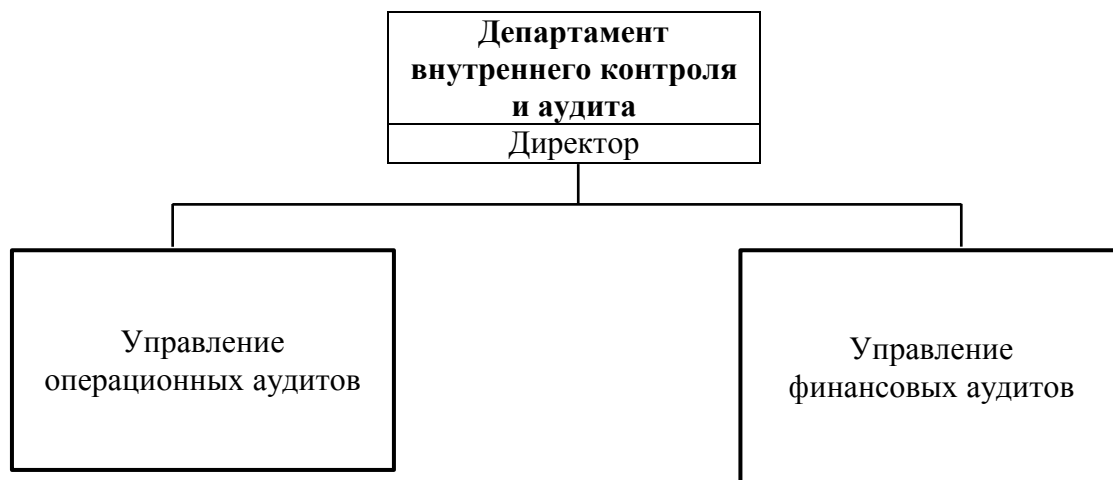 Департамент
внутреннего контроля
и аудита
Директор
Управление
операционных аудитов
Управление
финансовых аудитов